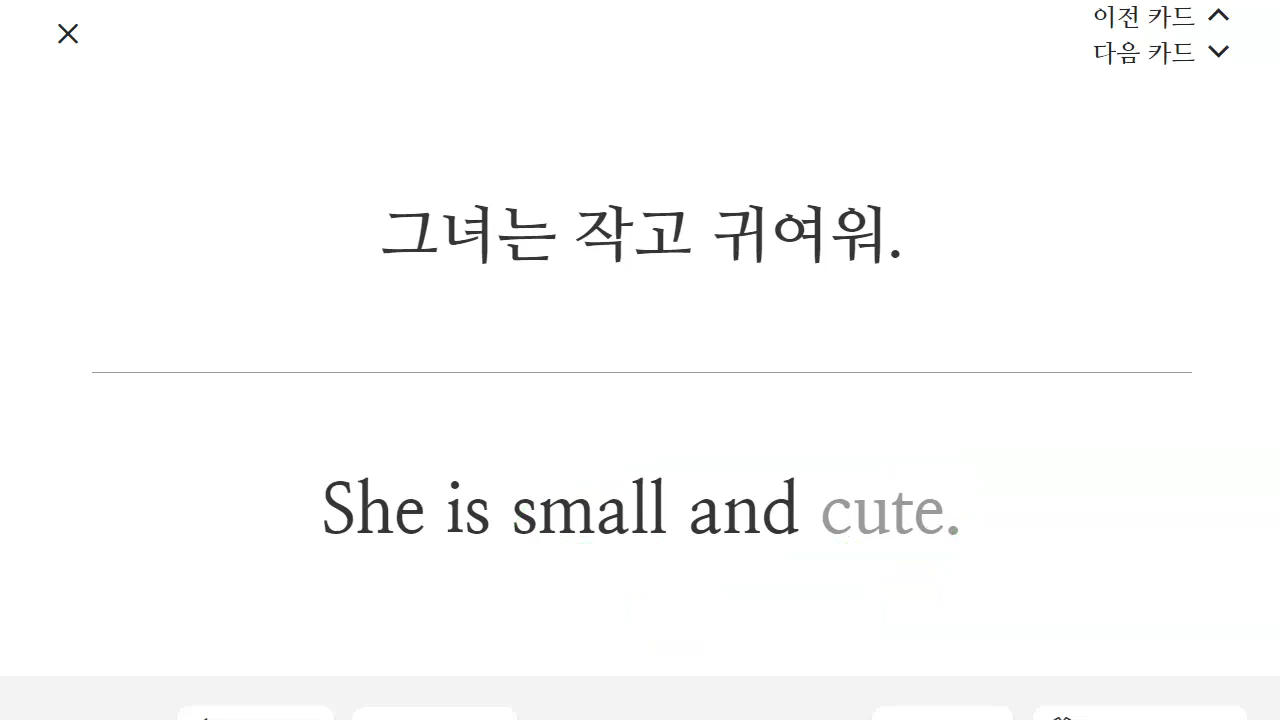 이전 카드
다음 카드
그녀는 작고 귀여워.
She is small and cute.